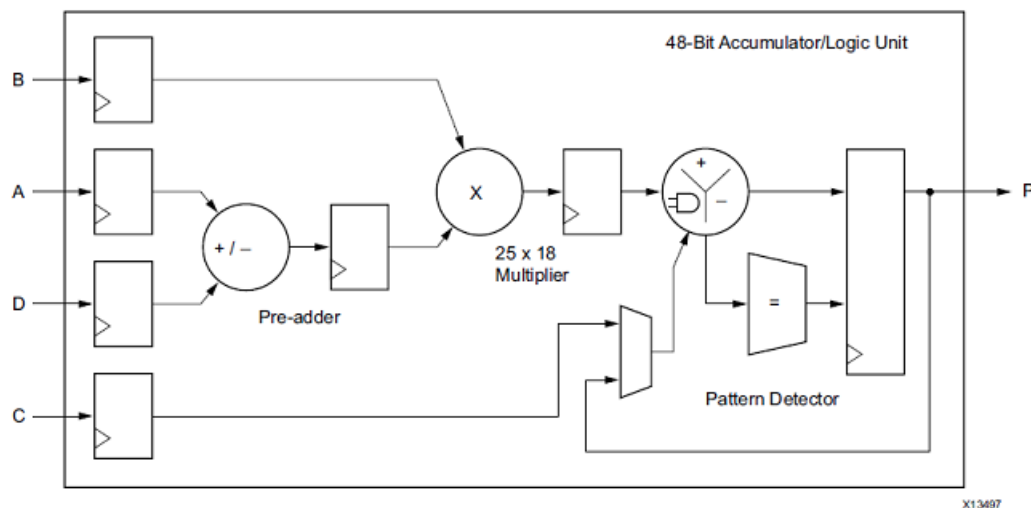 48-Bit Accumulator/Logic Unit
B
A
+
X
–
P
+ / –
25 x 18
Multiplier
D
=
Pre-adder
Pattern Detector
C
X13497